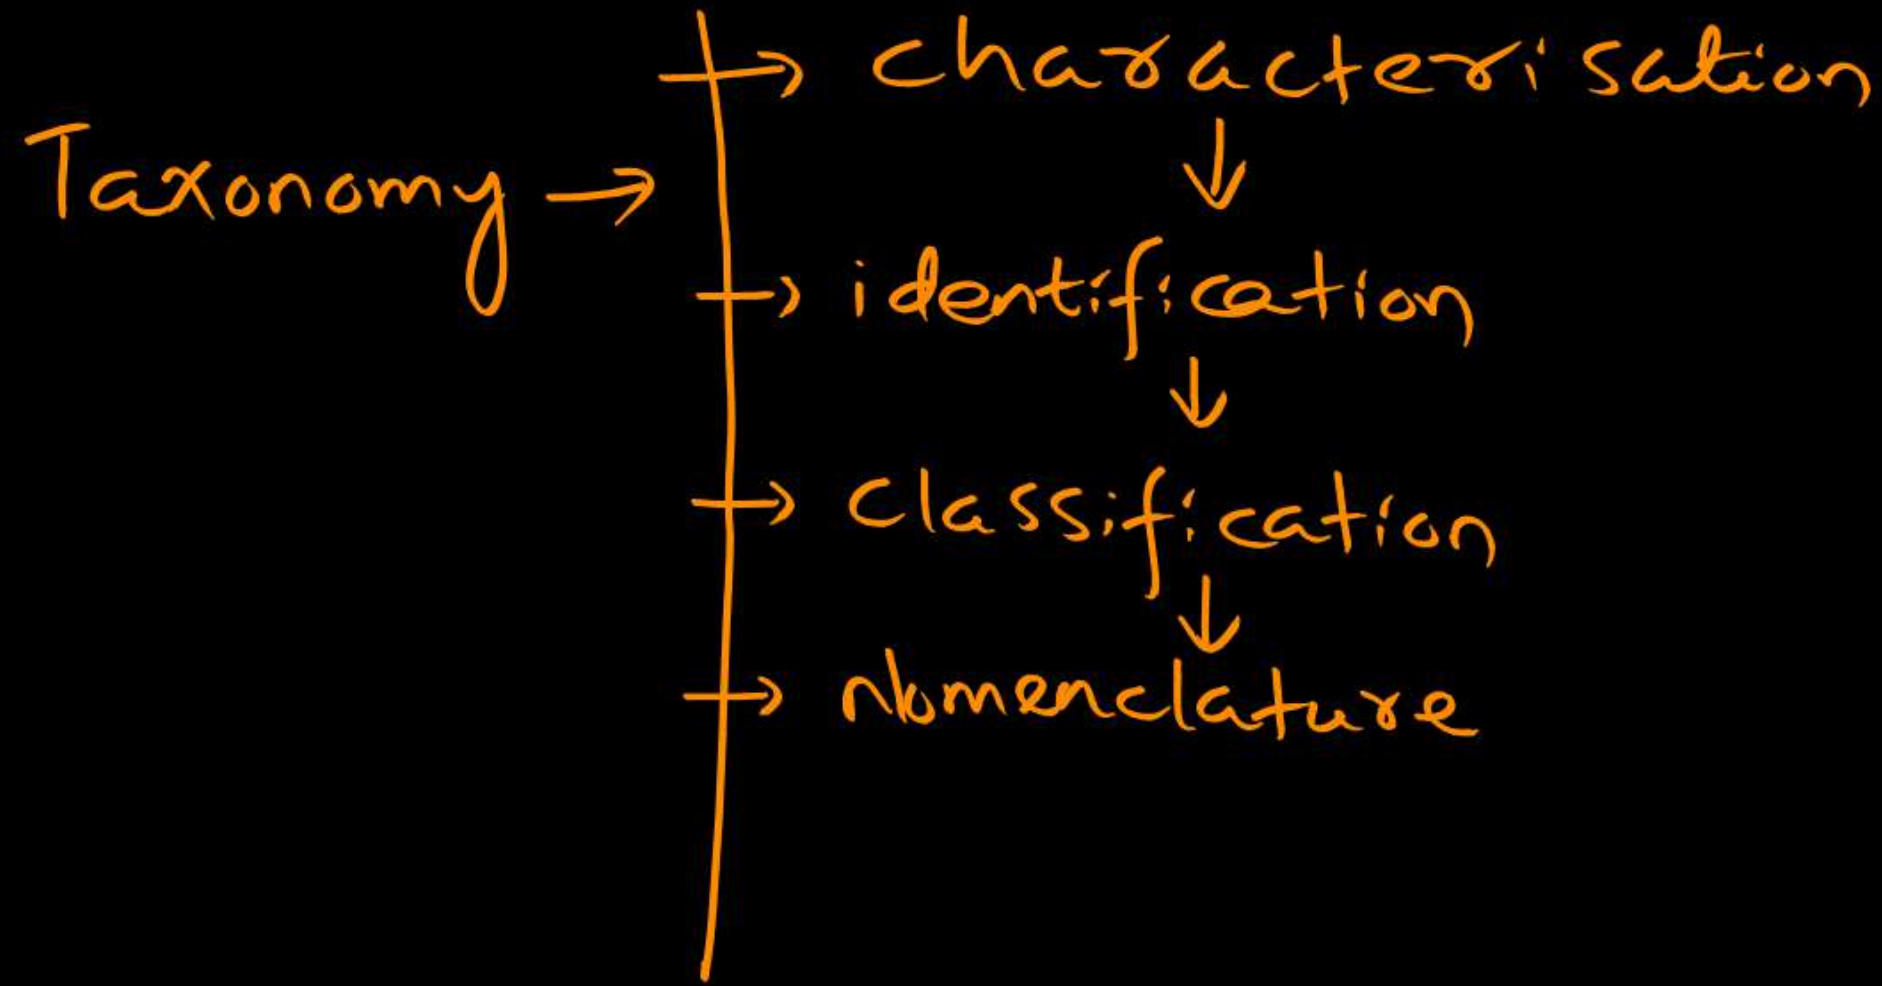 Taxonomy →
→ characterisation
↓
→ identification
↓
→ classification
↓
→ Nomenclature